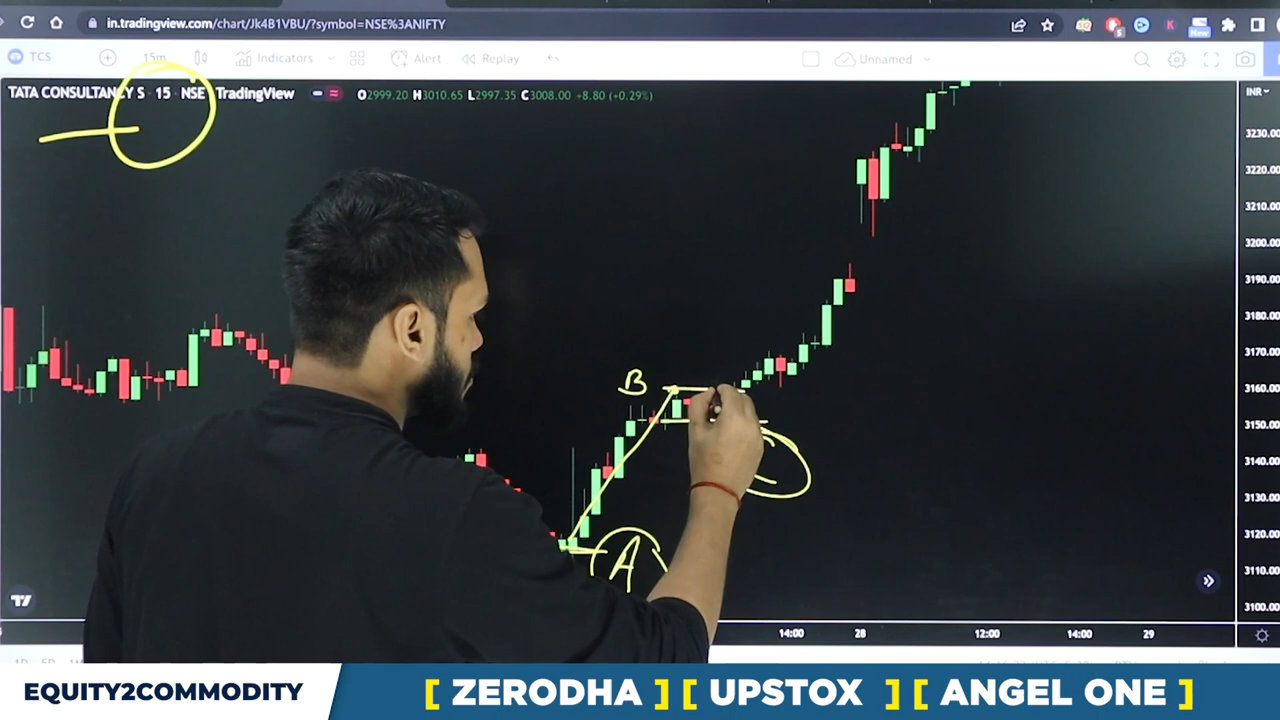 in.tradingview.com/chart/Jk4B1VBU/?symbol=NSE%3ANIFTY
TCS 15m Indicators Alert Replay Unnamed
TATA CONSULTANCY S · 15 · NSE TradingView O2999.20 H3010.65 L2997.35 C3008.00 +8.80 (+0.29%)
INR
3230.00
3220.00
3210.00
3200.00
3190.00
3180.00
3170.00
3160.00
3150.00
3140.00
3130.00
3120.00
3110.00
3100.00
B
A
14:00 28 12:00 14:00 29
EQUITY2COMMODITY [ ZERODHA ] [ UPSTOX ] [ ANGEL ONE ]